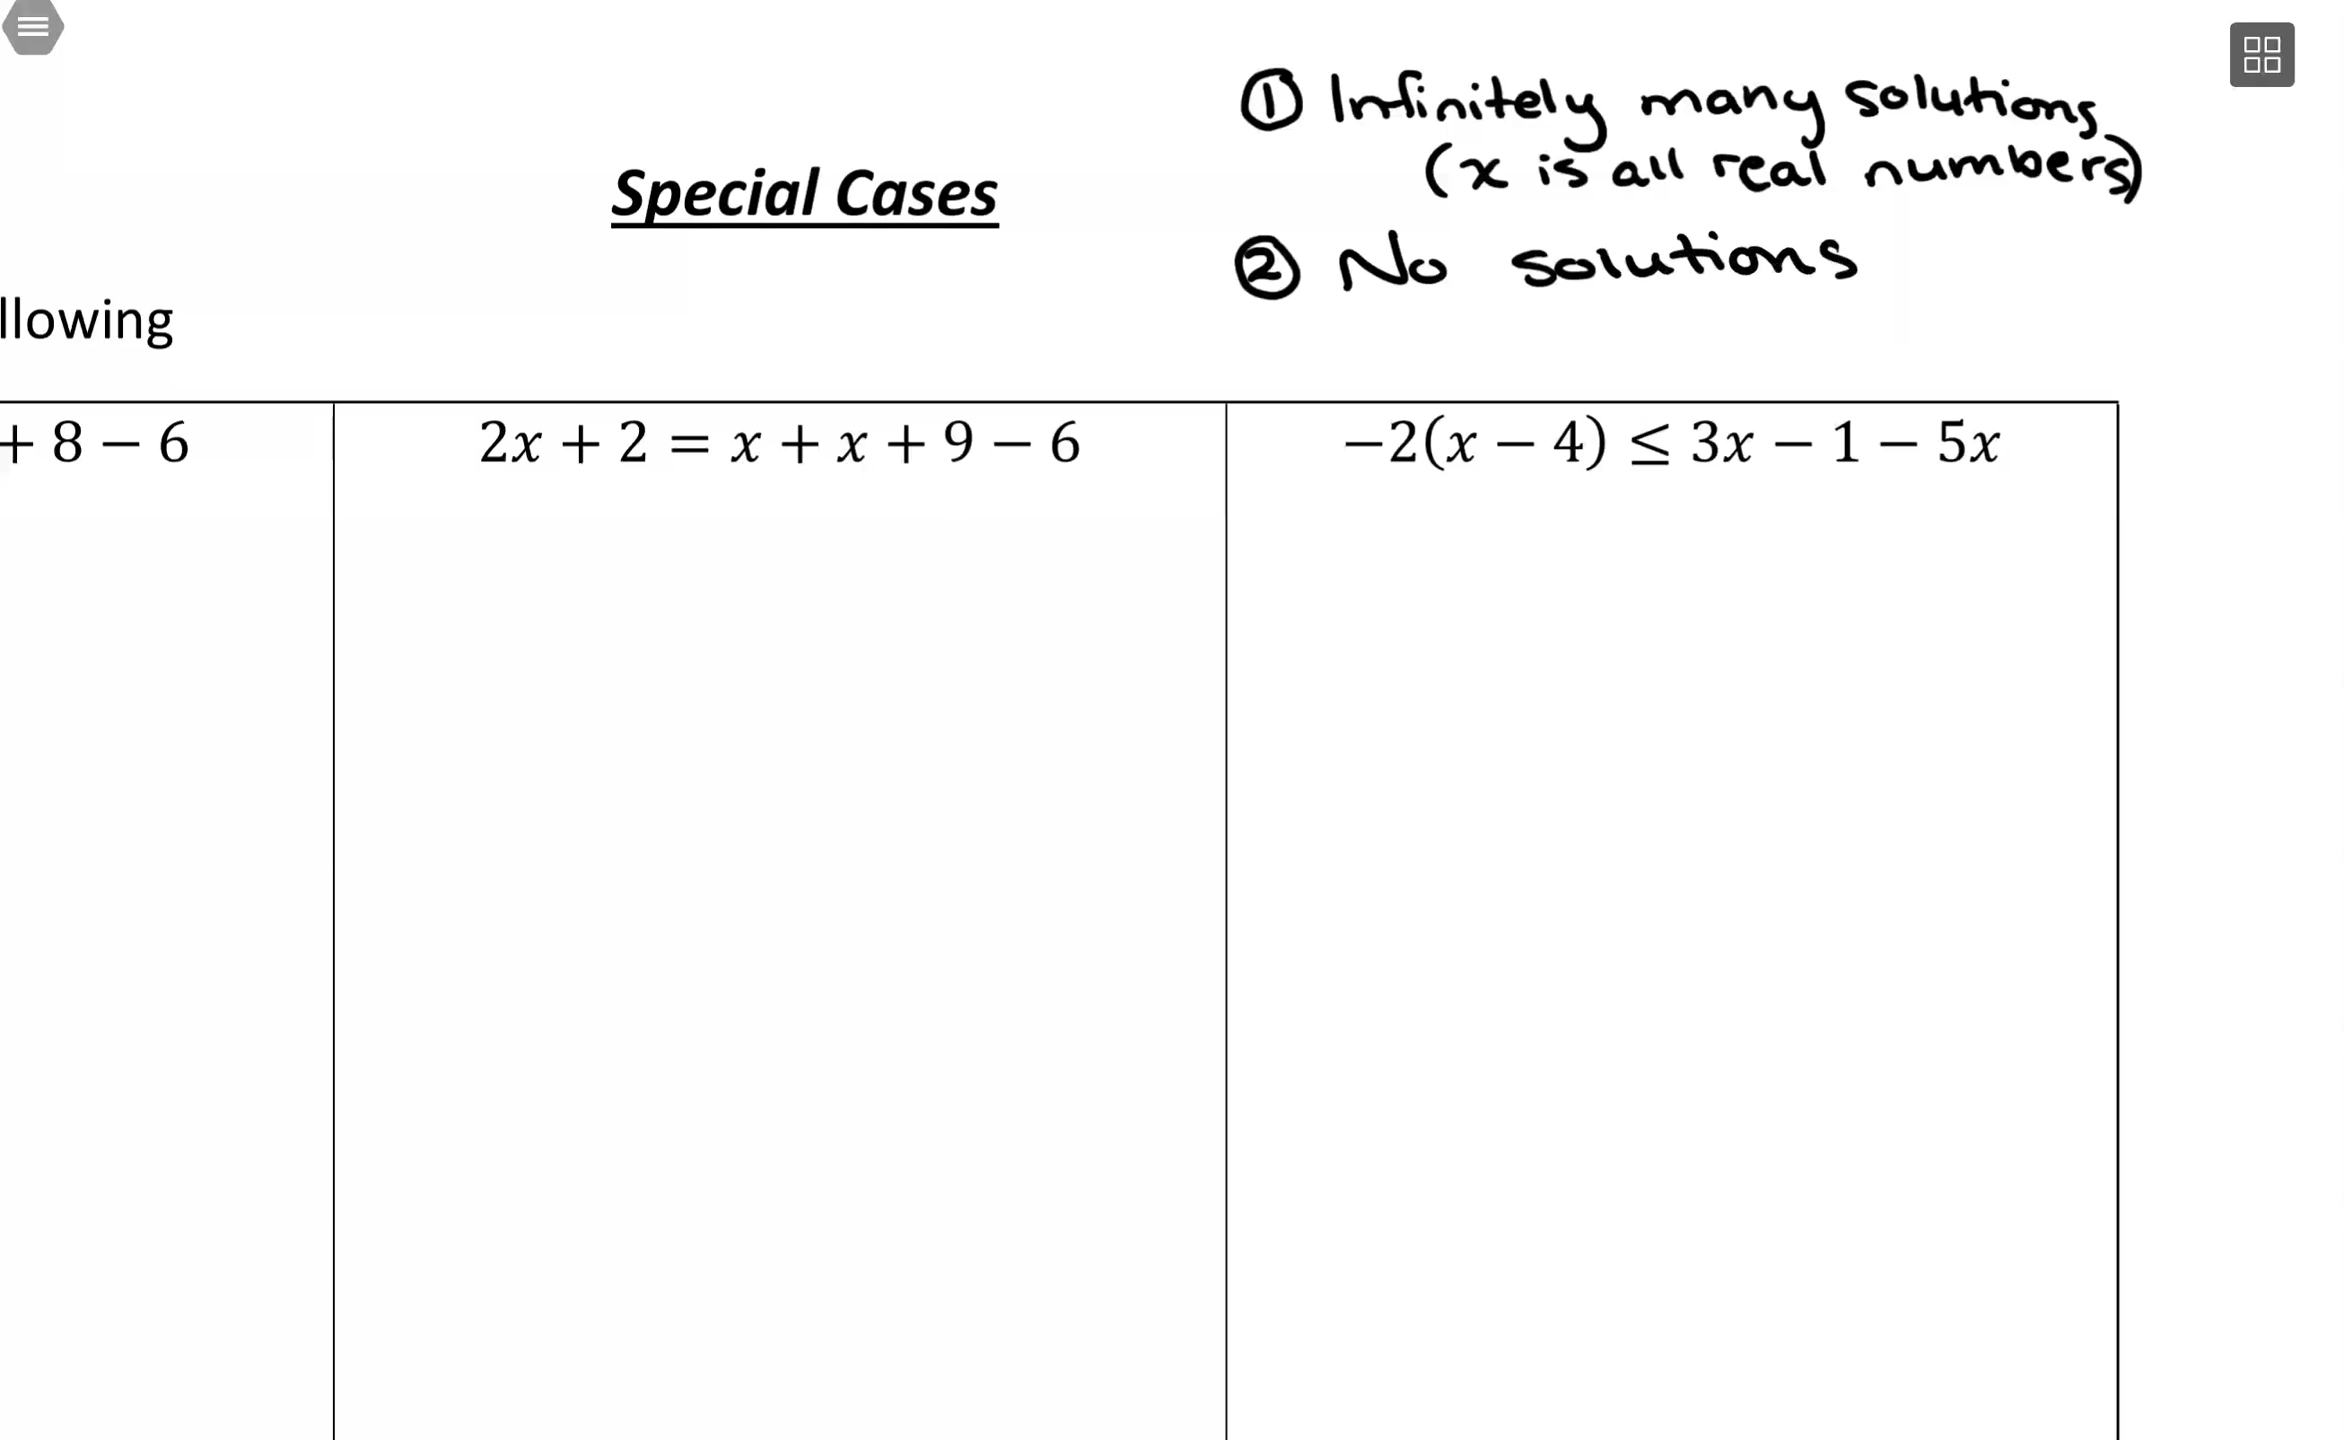 ① Infinitely many solutions
(x is all real numbers)
Special Cases
② No solutions
llowing
+ 8 − 6
2x + 2 = x + x + 9 − 6
−2(x − 4) ≤ 3x − 1 − 5x